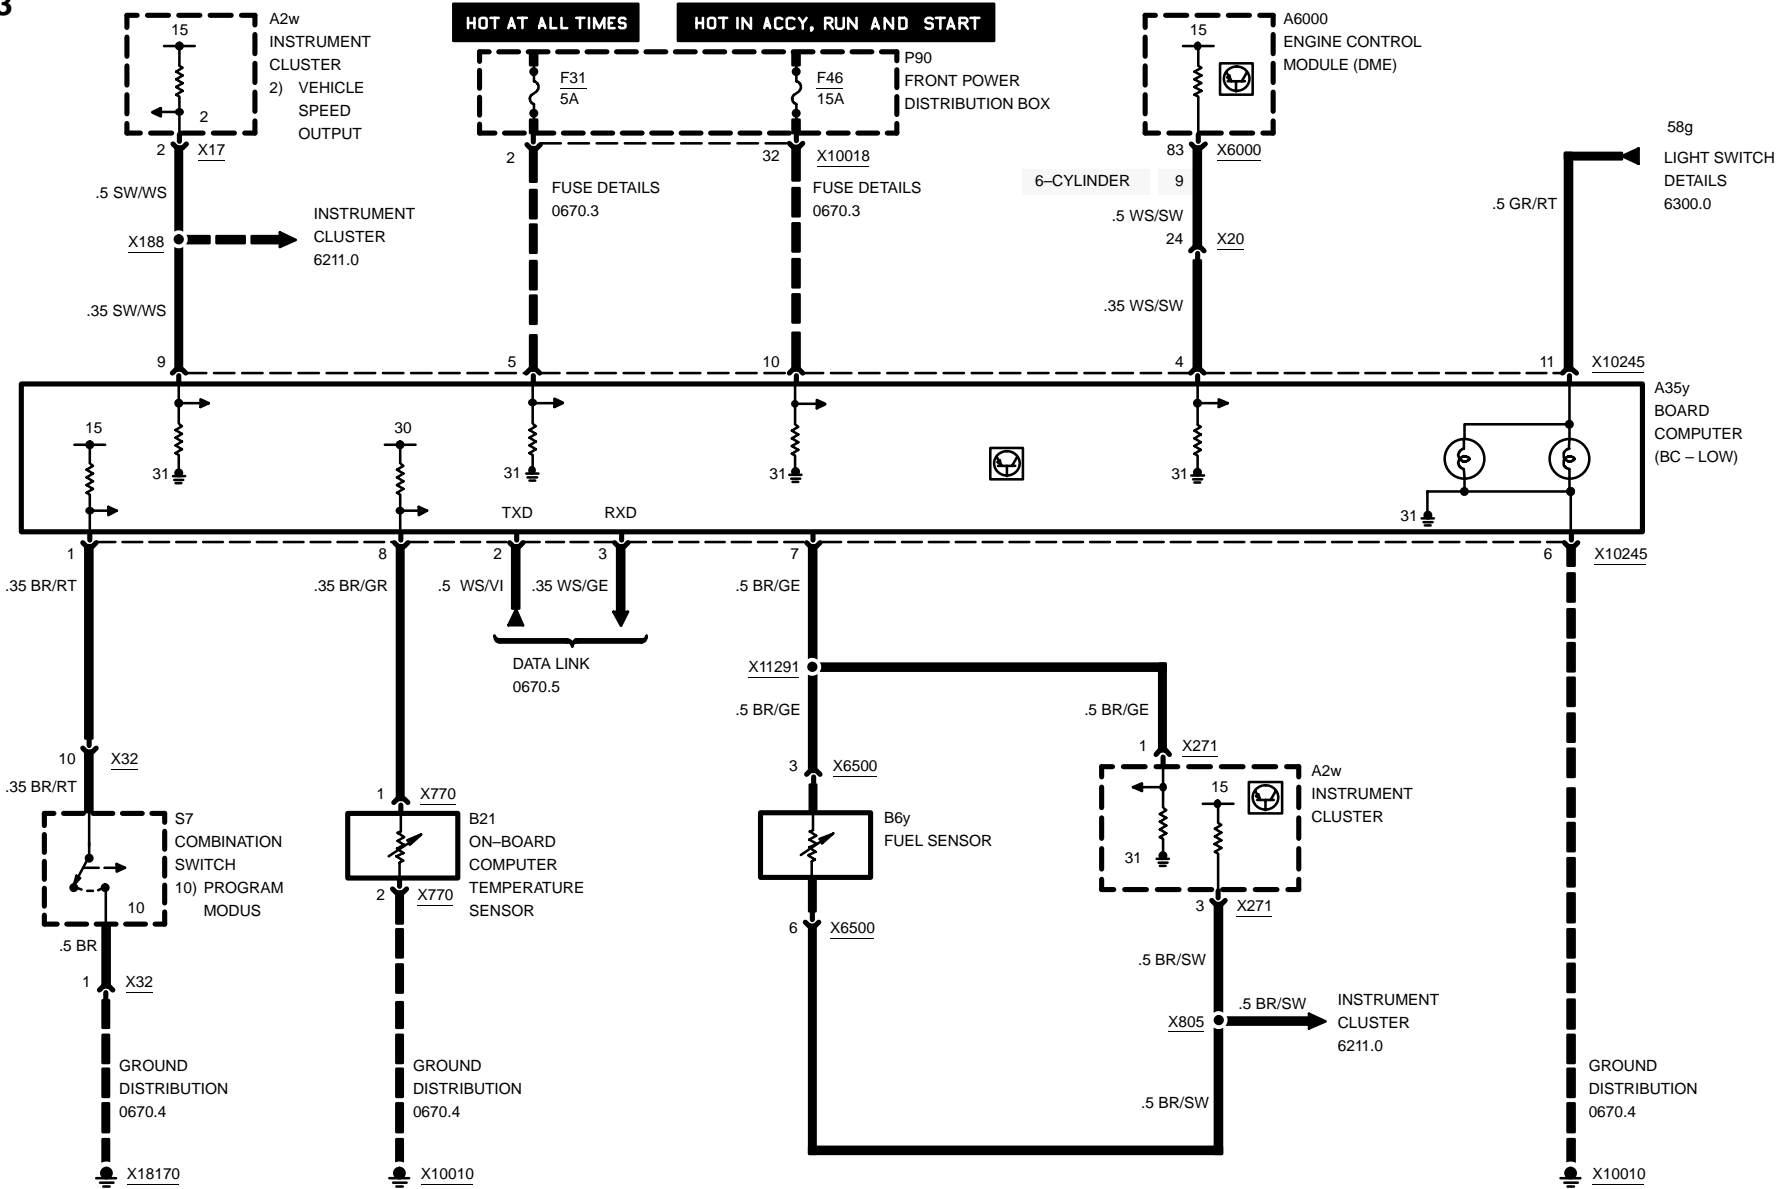 3
A2w
INSTRUMENT
CLUSTER
2) VEHICLE
SPEED
OUTPUT
15
2
2 X17
.5 SW/WS
X188
INSTRUMENT
CLUSTER
6211.0
.35 SW/WS
9
HOT AT ALL TIMES
HOT IN ACCY, RUN AND START
F31
5A
F46
15A
P90
FRONT POWER
DISTRIBUTION BOX
2
32 X10018
FUSE DETAILS
0670.3
FUSE DETAILS
0670.3
5
10
15
A6000
ENGINE CONTROL
MODULE (DME)
83 X6000
6–CYLINDER 9
.5 WS/SW
24 X20
.35 WS/SW
4
58g
LIGHT SWITCH
DETAILS
6300.0
.5 GR/RT
11 X10245
A35y
BOARD
COMPUTER
(BC – LOW)
15
31
30
31
31
31
31
TXD
RXD
1
8
2
3
7
6 X10245
.35 BR/RT
.35 BR/GR
.5 WS/VI
.35 WS/GE
.5 BR/GE
DATA LINK
0670.5
X11291
.5 BR/GE
.5 BR/GE
10 X32
.35 BR/RT
S7
COMBINATION
SWITCH
10) PROGRAM
MODUS
10
.5 BR
1 X32
GROUND
DISTRIBUTION
0670.4
X18170
1 X770
B21
ON–BOARD
COMPUTER
TEMPERATURE
SENSOR
2 X770
GROUND
DISTRIBUTION
0670.4
X10010
3 X6500
B6y
FUEL SENSOR
6 X6500
1 X271
A2w
INSTRUMENT
CLUSTER
15
31
3 X271
.5 BR/SW
X805
.5 BR/SW
INSTRUMENT
CLUSTER
6211.0
.5 BR/SW
GROUND
DISTRIBUTION
0670.4
X10010